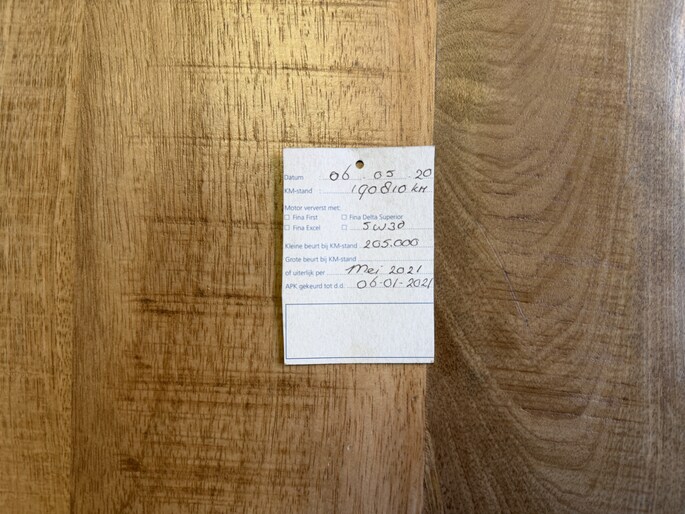 Datum 06 . 05 . 20
KM-stand 190810 KM
Motor ververst met:
☐ Fina First ☐ Fina Delta Superior
☐ Fina Excel ☐ 5W30
Kleine beurt bij KM-stand 205.000
Grote beurt bij KM-stand
of uiterlijk per Mei 2021
APK gekeurd tot d.d. 06-01-2021